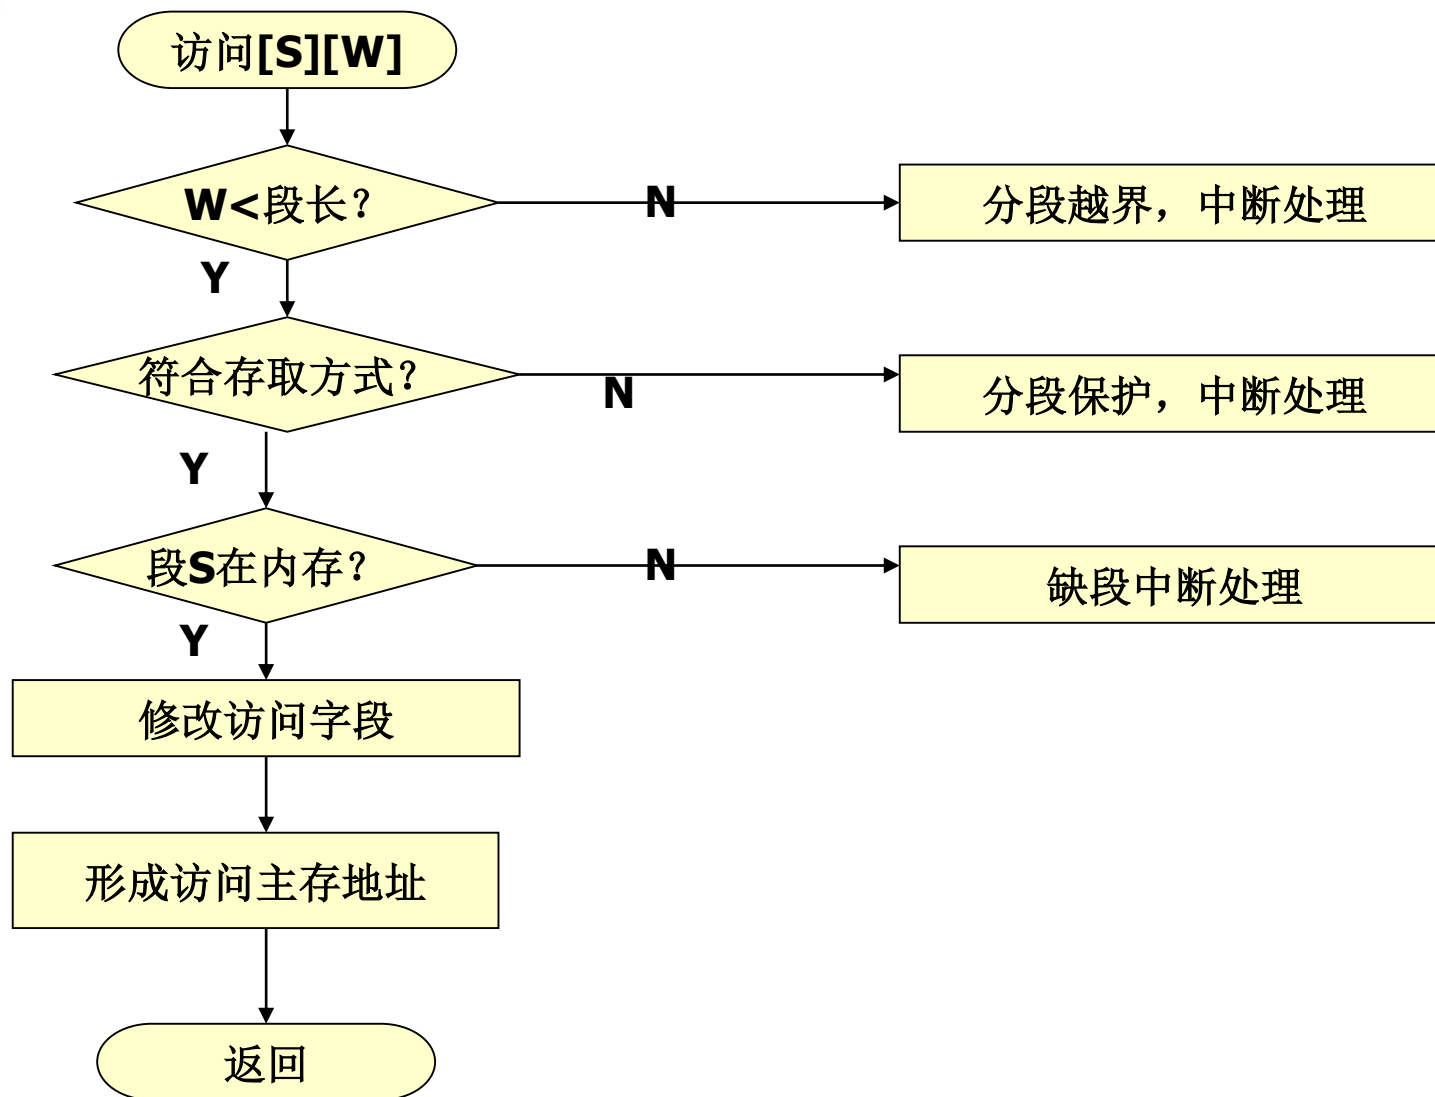 访问[S][W]
W<段长？
N
分段越界，中断处理
Y
符合存取方式？
N
分段保护，中断处理
Y
段S在内存？
N
缺段中断处理
Y
修改访问字段
形成访问主存地址
返回